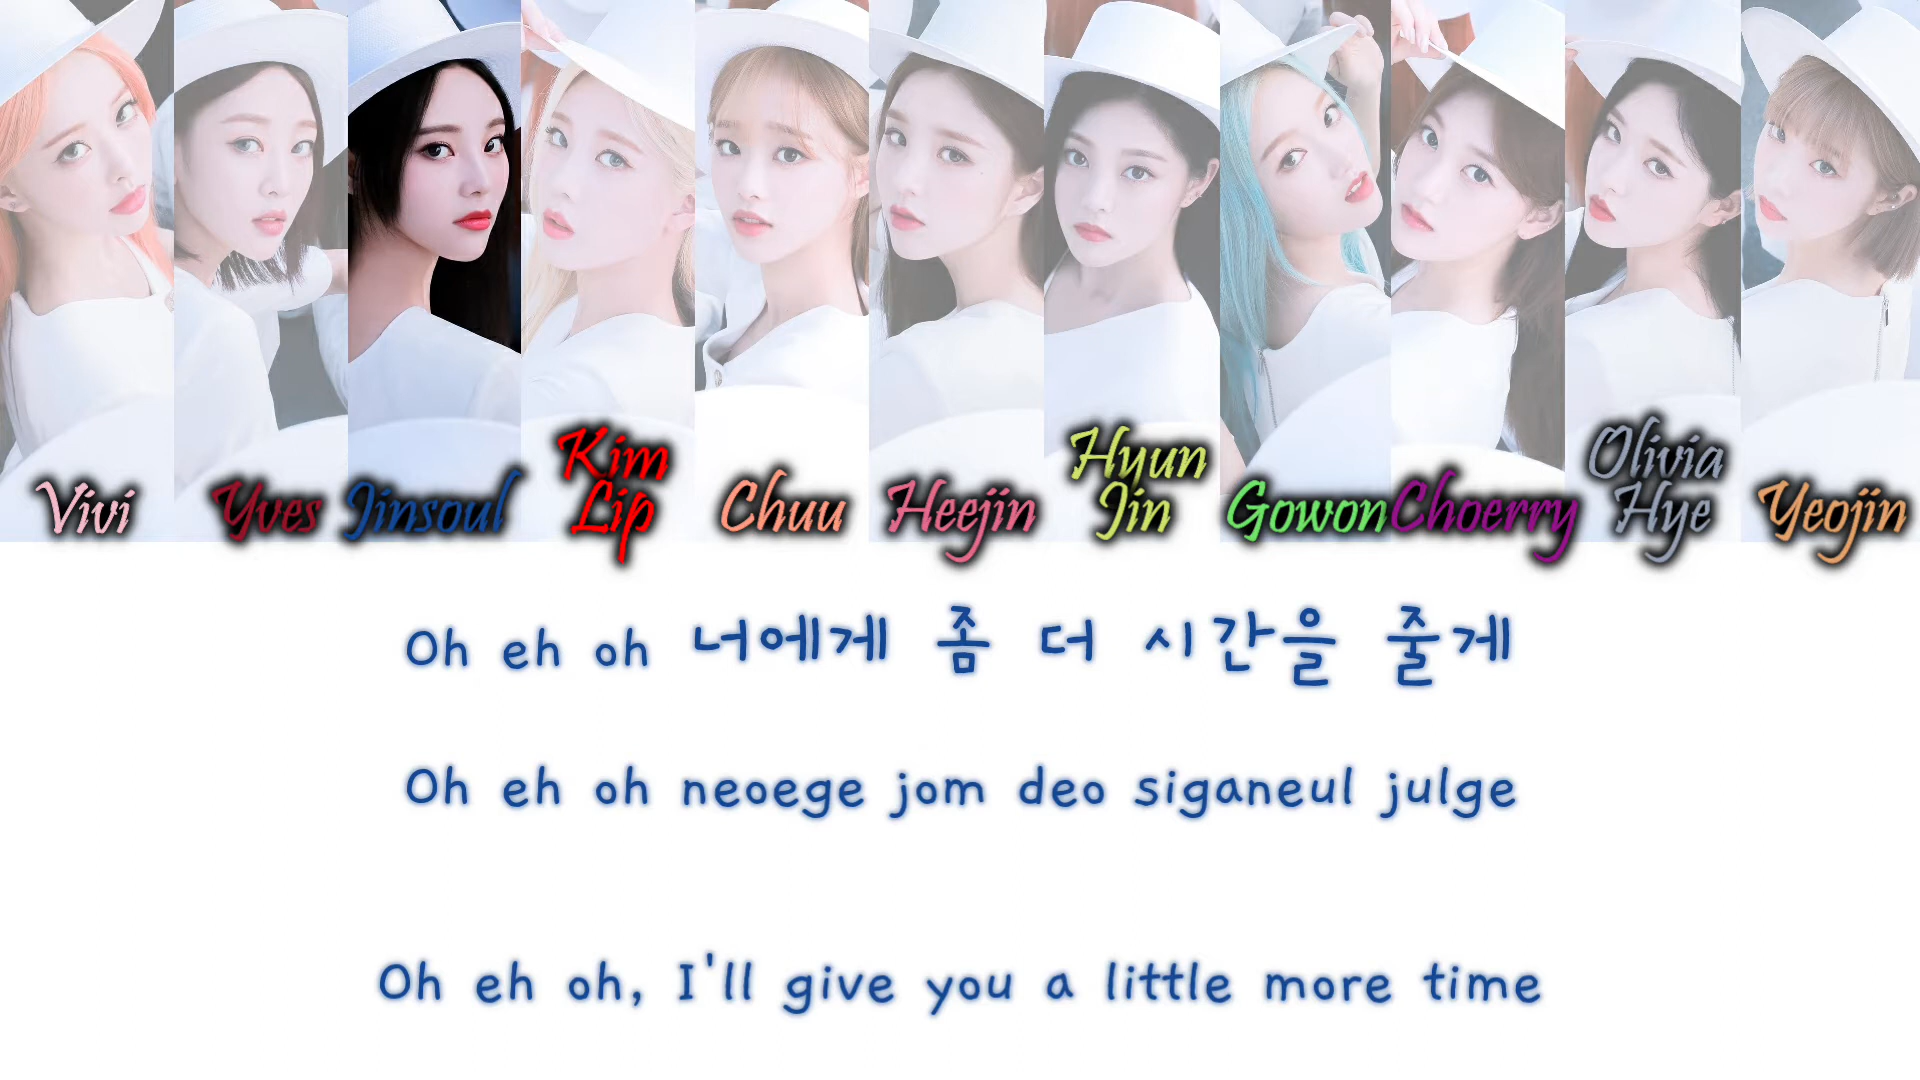 Vivi Yves Jinsoul Kim Lip Chuu Heejin Hyun Jin Gowon Choerry Olivia Hye Yeojin
Oh eh oh 너에게 좀 더 시간을 줄게
Oh eh oh neoege jom deo siganeul julge
Oh eh oh, I'll give you a little more time